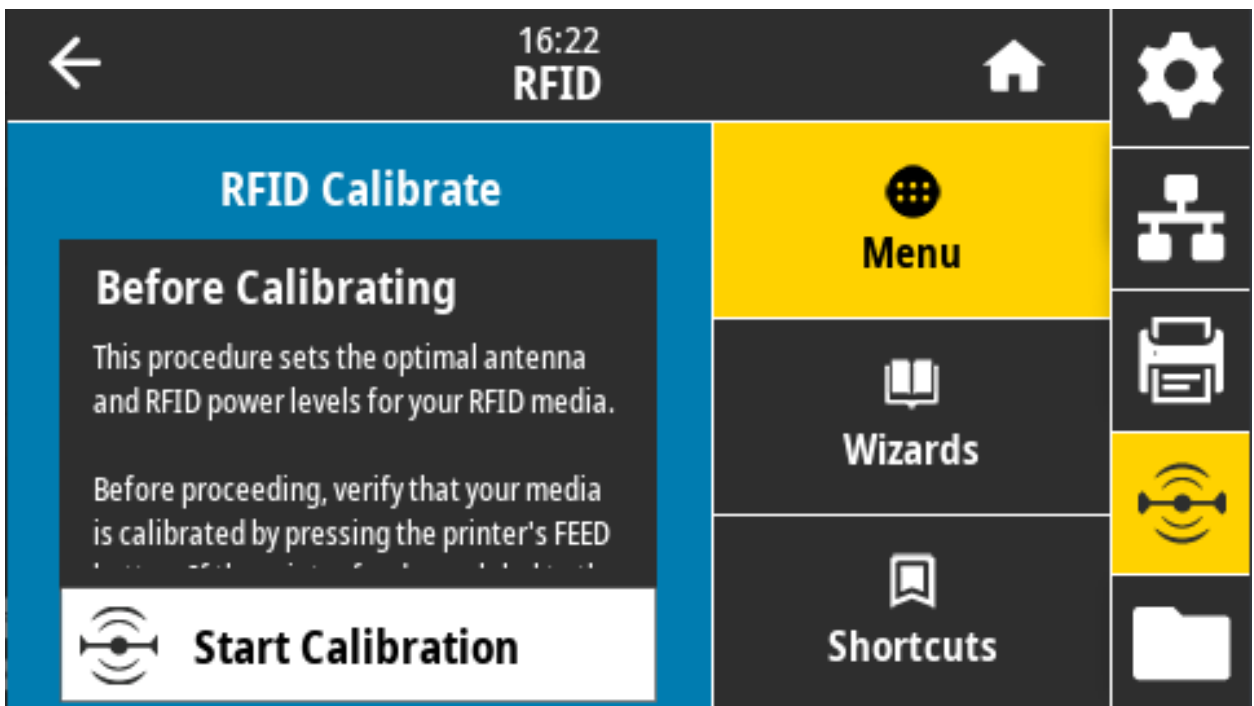 16:22
RFID
RFID Calibrate
Before Calibrating
This procedure sets the optimal antenna
and RFID power levels for your RFID media.
Before proceeding, verify that your media
is calibrated by pressing the printer's FEED
Start Calibration
Menu
Wizards
Shortcuts